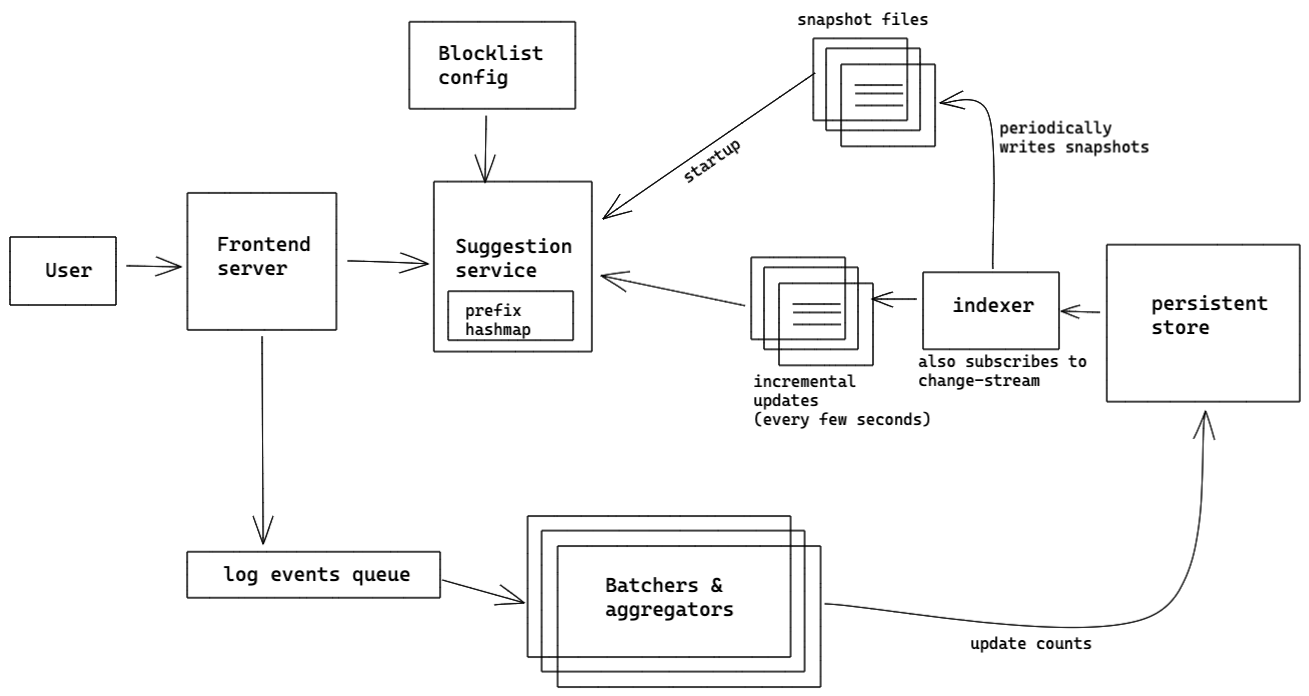 snapshot files
Blocklist
config
periodically
writes snapshots
startup
User
Frontend
server
Suggestion
service
prefix
hashmap
indexer
persistent
store
also subscribes to
change-stream
incremental
updates
(every few seconds)
log events queue
Batchers &
aggregators
update counts